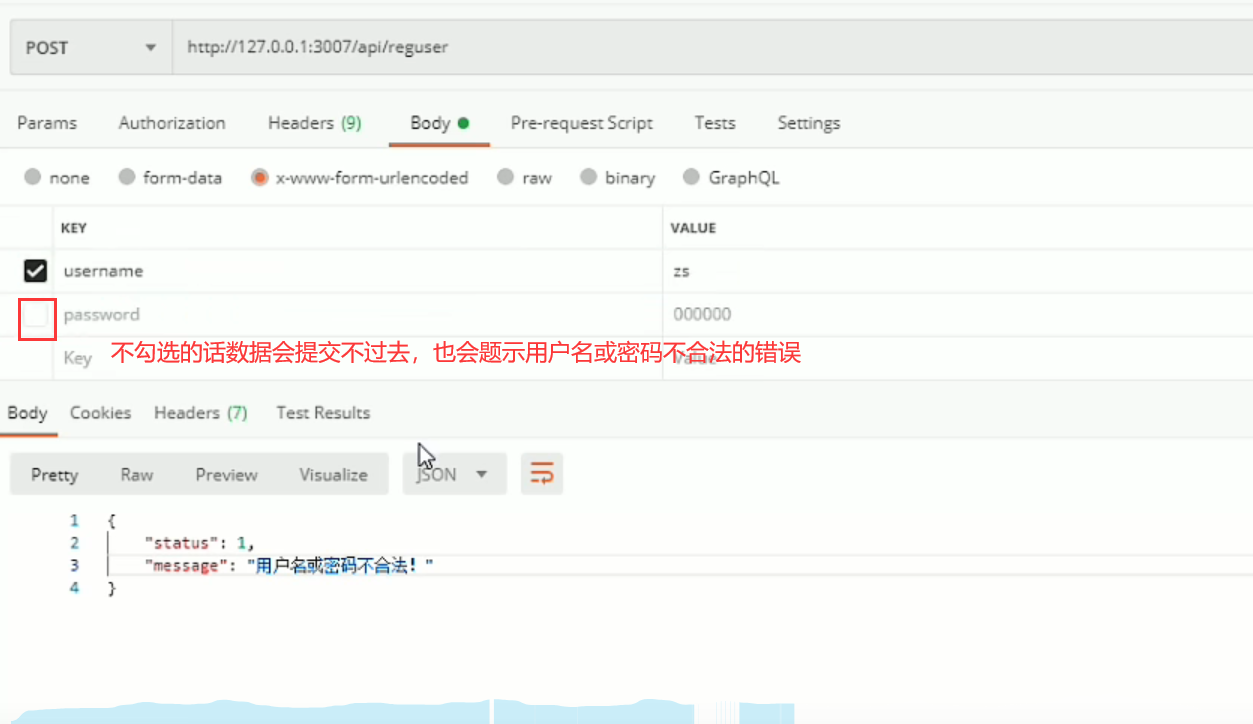 POST http://127.0.0.1:3007/api/reguser
Params Authorization Headers (9) Body Pre-request Script Tests Settings
none form-data x-www-form-urlencoded raw binary GraphQL
KEY VALUE
username zs
password 000000
Key Value
不勾选的话数据会提交不过去，也会题示用户名或密码不合法的错误
Body Cookies Headers (7) Test Results
Pretty Raw Preview Visualize JSON
1 {
2 "status": 1,
3 "message": "用户名或密码不合法！"
4 }